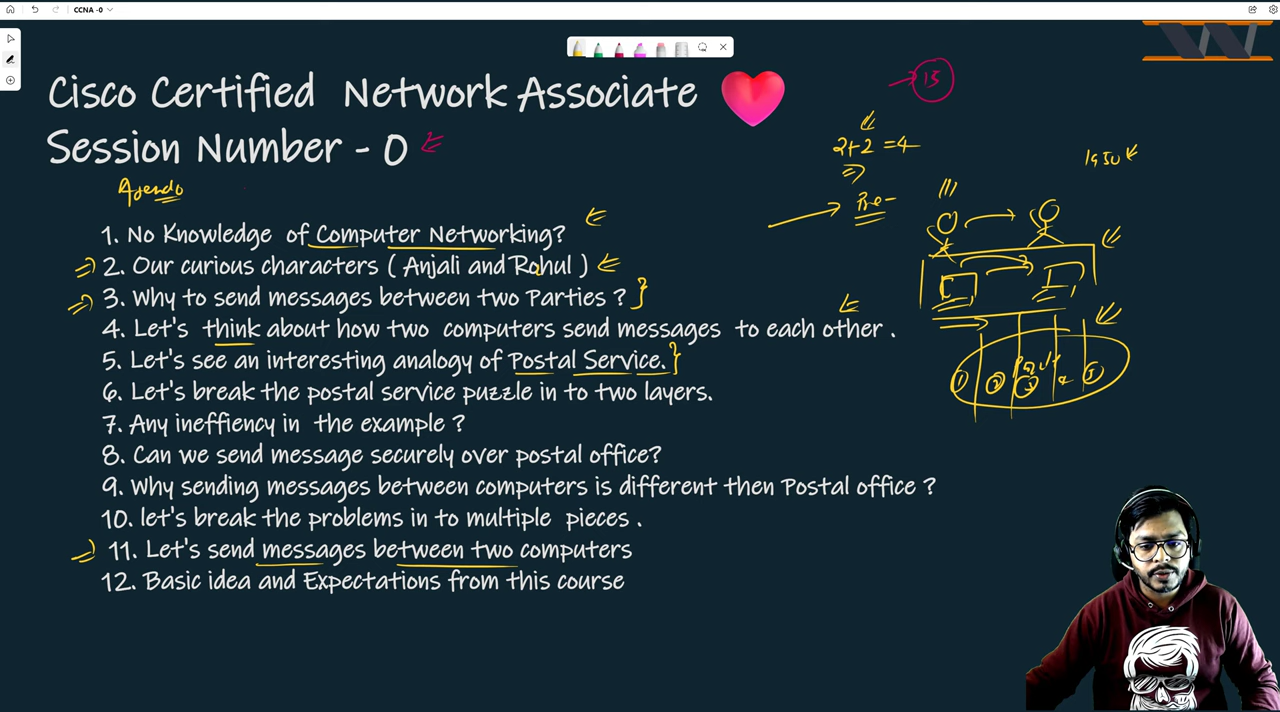 CCNA -0
Cisco Certified Network Associate
Session Number - 0
15
2+2 =4
1950
Pre-
Agenda
1. No Knowledge of Computer Networking?
2. Our curious characters ( Anjali and Rahul )
3. Why to send messages between two Parties ?
4. Let's think about how two computers send messages to each other .
5. Let's see an interesting analogy of Postal Service.
6. Let's break the postal service puzzle in to two layers.
7. Any ineffiency in the example ?
8. Can we send message securely over postal office?
9. Why sending messages between computers is different then Postal office ?
10. let's break the problems in to multiple pieces .
11. Let's send messages between two computers
12. Basic idea and Expectations from this course
1 2 3 4 5